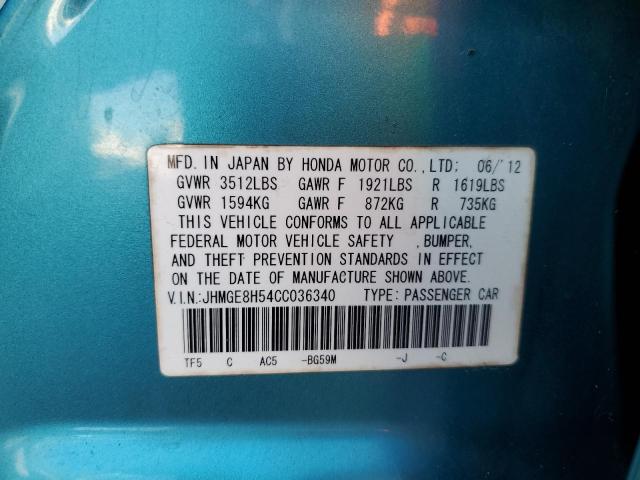 MFD. IN JAPAN BY HONDA MOTOR CO., LTD; 06/'12
GVWR 3512LBS GAWR F 1921LBS R 1619LBS
GVWR 1594KG GAWR F 872KG R 735KG
THIS VEHICLE CONFORMS TO ALL APPLICABLE
FEDERAL MOTOR VEHICLE SAFETY , BUMPER,
AND THEFT PREVENTION STANDARDS IN EFFECT
ON THE DATE OF MANUFACTURE SHOWN ABOVE.
V.I.N.:JHMGE8H54CC036340 TYPE: PASSENGER CAR
TF5 C AC5 -BG59M -J -C